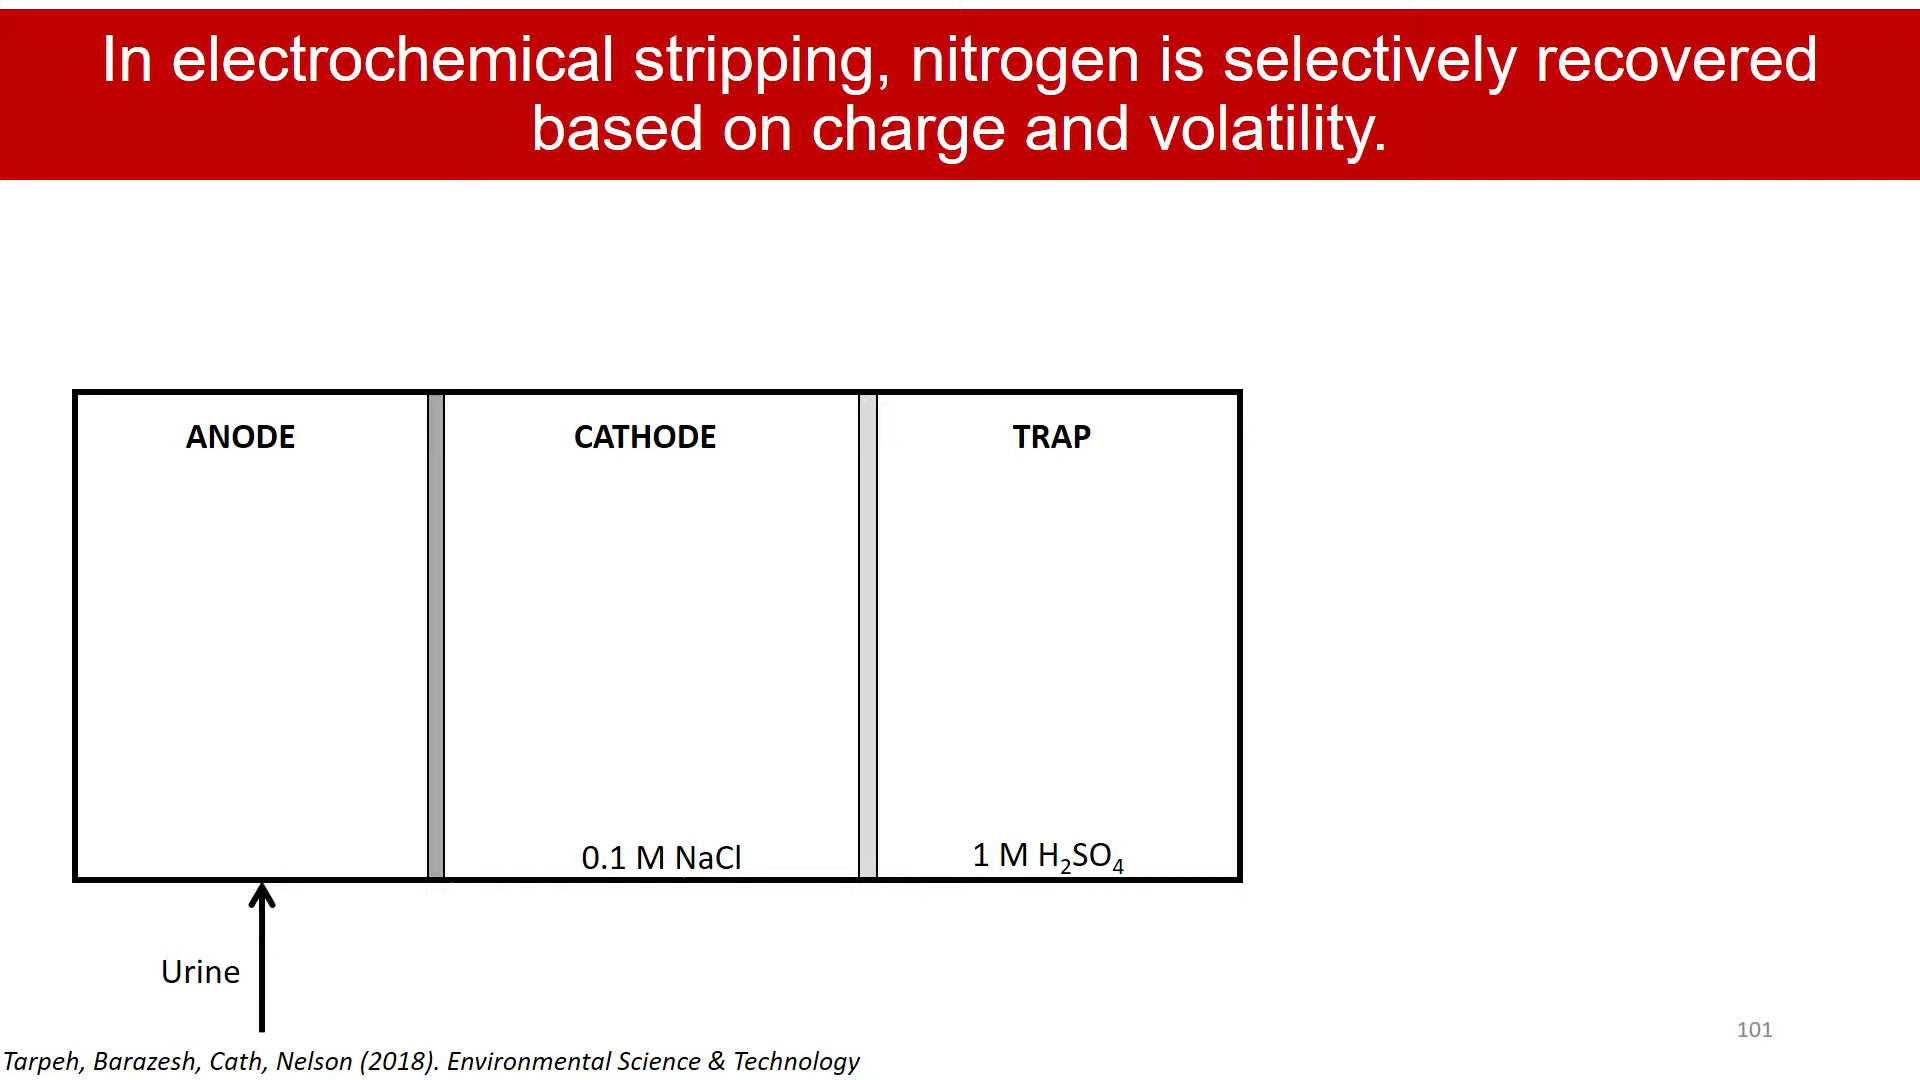 In electrochemical stripping, nitrogen is selectively recovered
based on charge and volatility.
ANODE
CATHODE
TRAP
0.1 M NaCl
1 M H₂SO₄
Urine
101
Tarpeh, Barazesh, Cath, Nelson (2018). Environmental Science & Technology